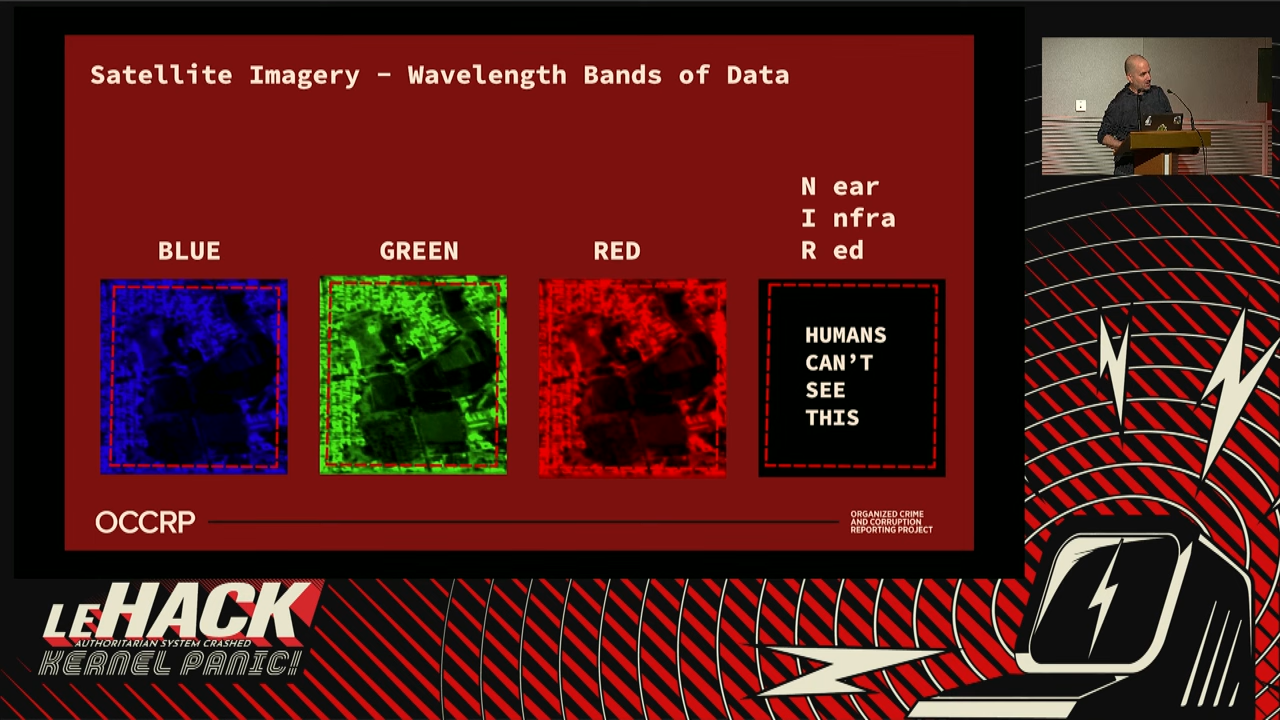 Satellite Imagery - Wavelength Bands of Data
N ear
I nfra
R ed
BLUE
GREEN
RED
HUMANS
CAN'T
SEE
THIS
OCCRP
ORGANIZED CRIME
AND CORRUPTION
REPORTING PROJECT
LEHACK
AUTHORITARIAN SYSTEM CRASHED
KERNEL PANIC!